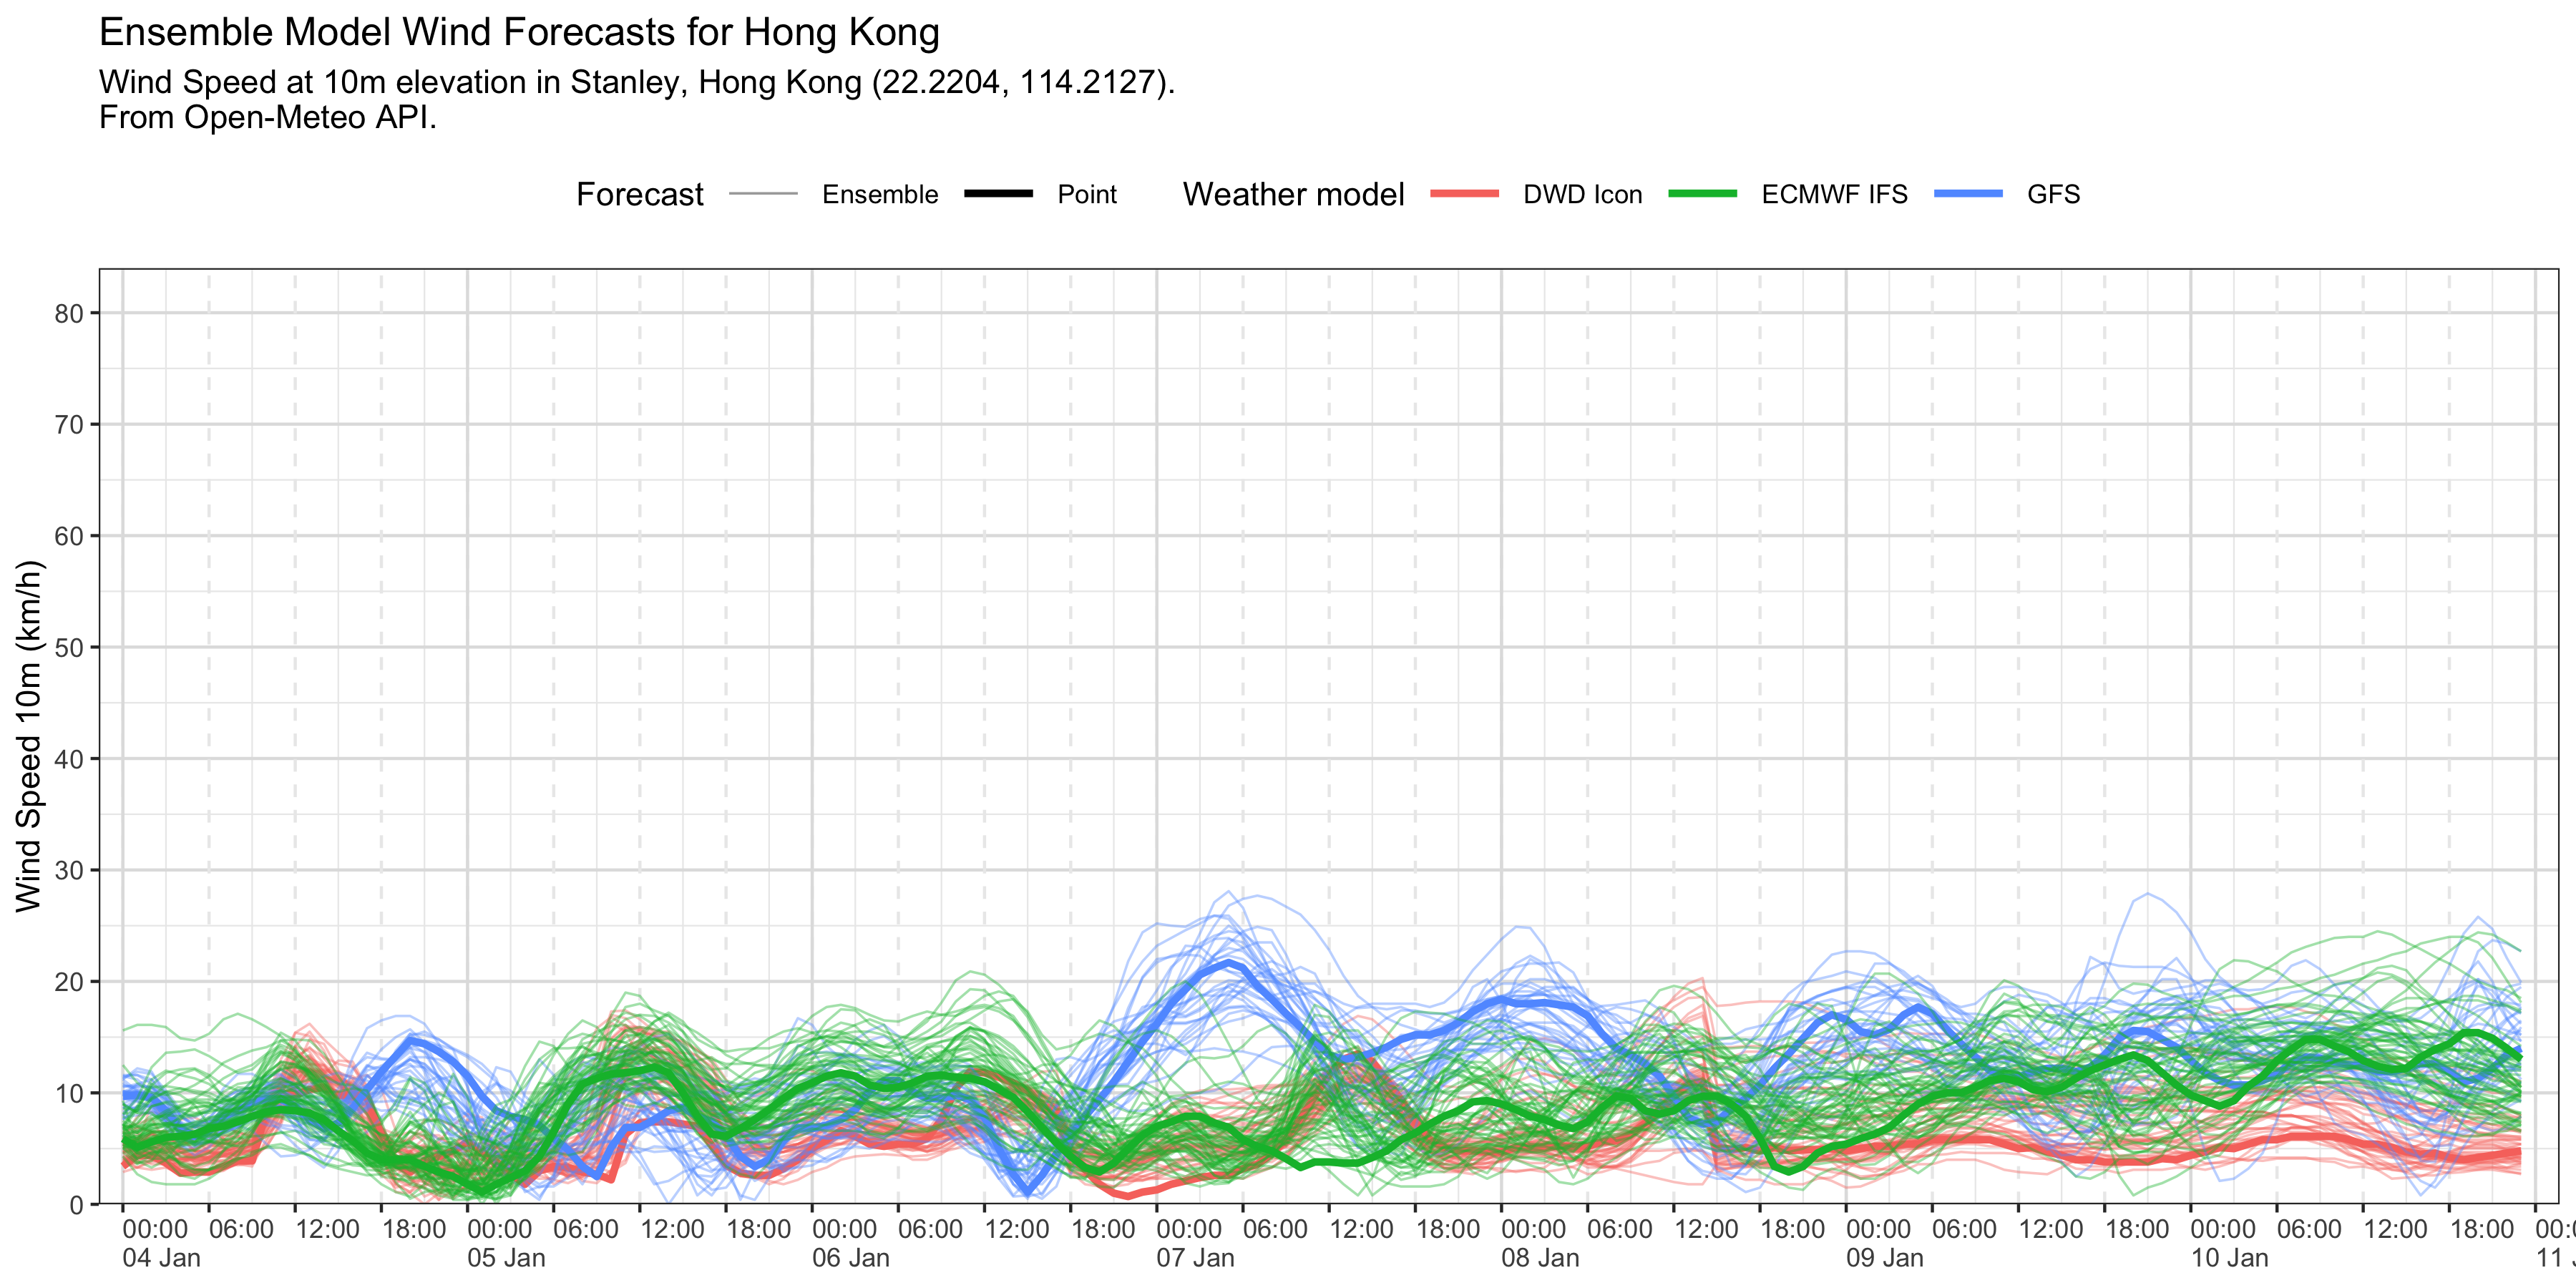 Ensemble Model Wind Forecasts for Hong Kong
Wind Speed at 10m elevation in Stanley, Hong Kong (22.2204, 114.2127).
From Open-Meteo API.
Forecast Ensemble Point Weather model DWD Icon ECMWF IFS GFS
Wind Speed 10m (km/h)
80
70
60
50
40
30
20
10
0
00:00 06:00 12:00 18:00 00:00 06:00 12:00 18:00 00:00 06:00 12:00 18:00 00:00 06:00 12:00 18:00 00:00 06:00 12:00 18:00 00:00 06:00 12:00 18:00 00:00 06:00 12:00 18:00 00:0
04 Jan 05 Jan 06 Jan 07 Jan 08 Jan 09 Jan 10 Jan 11